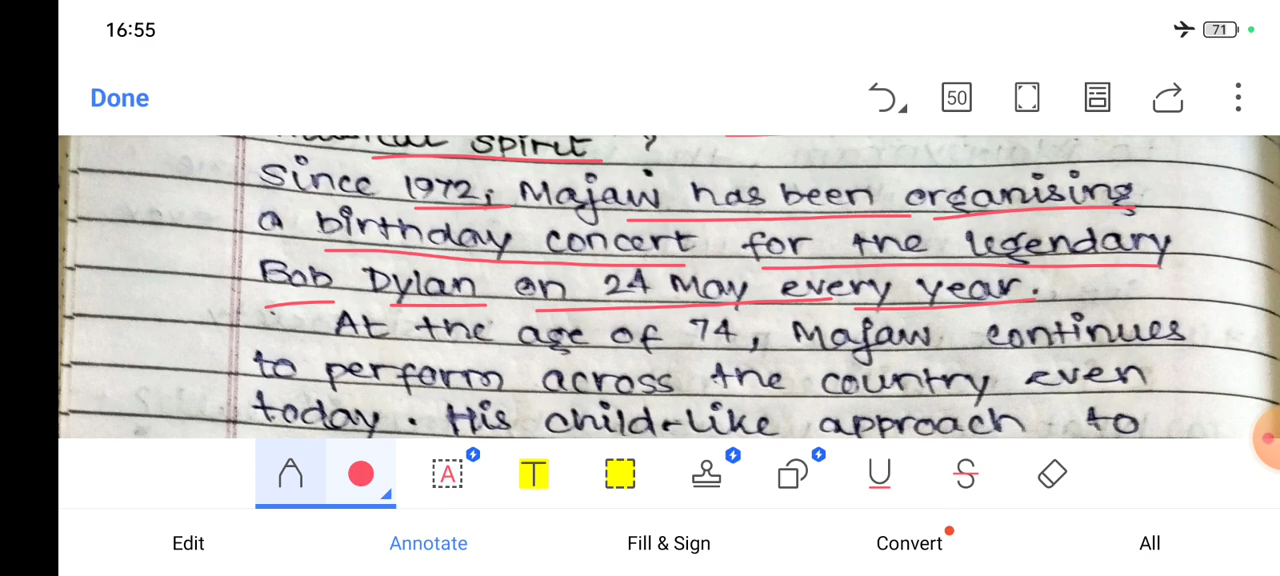 16:55
71
Done
50
spirit ?
Since 1972, Majaw has been organising
a birthday concert for the legendary
Bob Dylan on 24 May every year.
At the age of 74, Majaw continues
to perform across the country even
today. His child-like approach to
A
T
U
S
Edit
Annotate
Fill & Sign
Convert
All